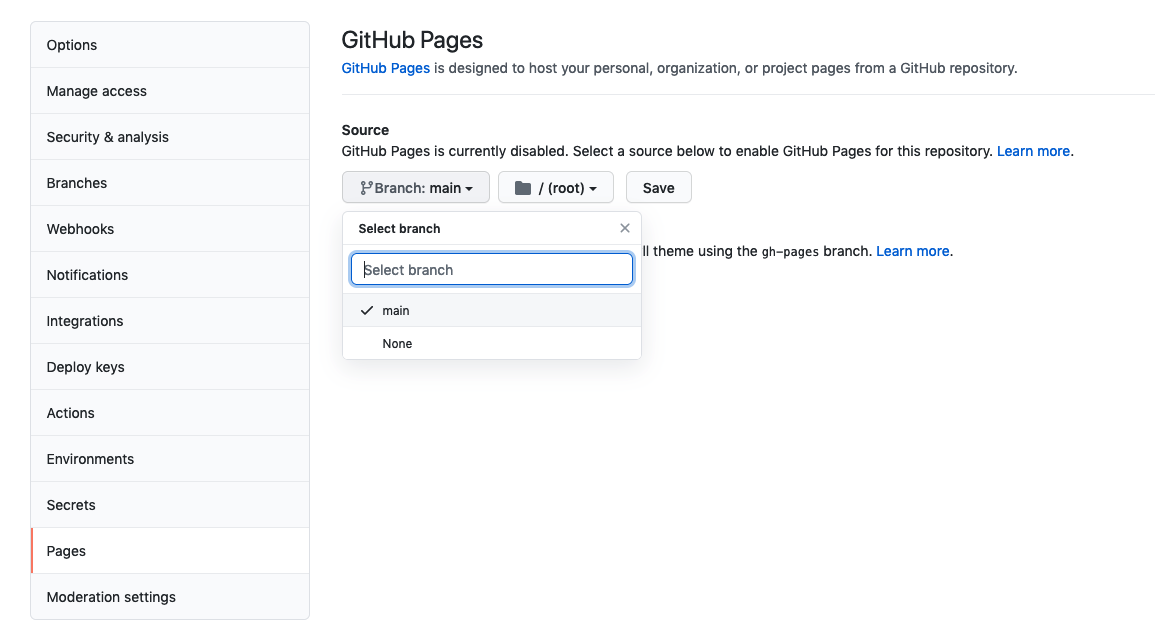 Options
Manage access
Security & analysis
Branches
Webhooks
Notifications
Integrations
Deploy keys
Actions
Environments
Secrets
Pages
Moderation settings
GitHub Pages
GitHub Pages is designed to host your personal, organization, or project pages from a GitHub repository.
Source
GitHub Pages is currently disabled. Select a source below to enable GitHub Pages for this repository. Learn more.
Branch: main / (root) Save
Select branch
ll theme using the gh-pages branch. Learn more.
Select branch
main
None